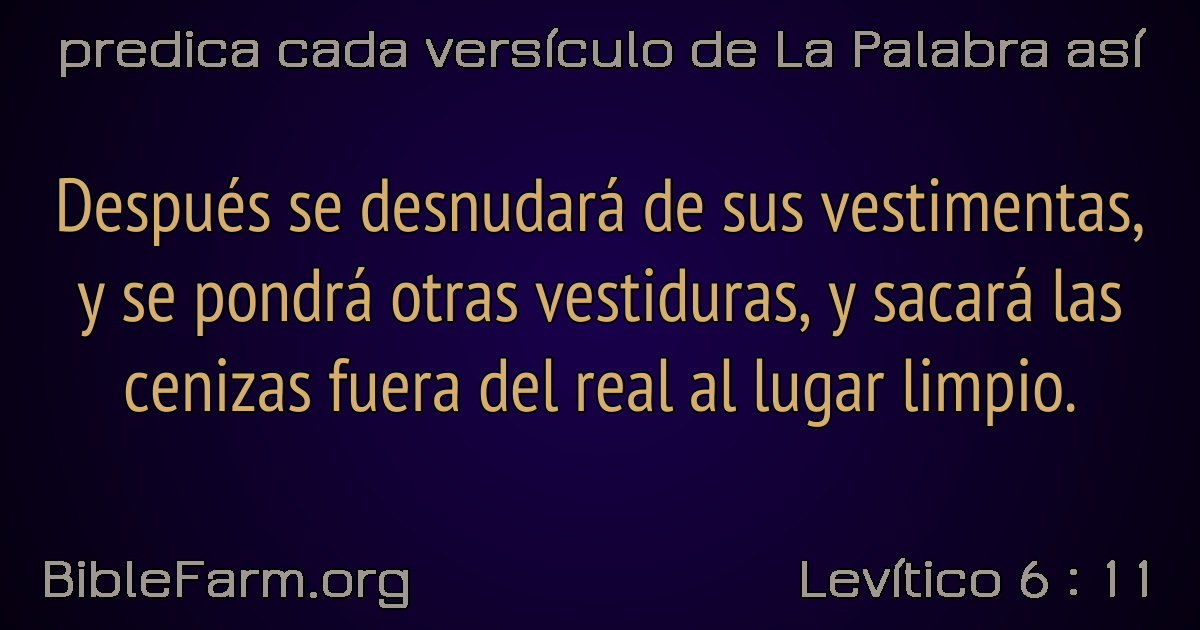 predica cada versículo de La Palabra así
Después se desnudará de sus vestimentas,
y se pondrá otras vestiduras, y sacará las
cenizas fuera del real al lugar limpio.
BibleFarm.org
Levítico 6 : 11